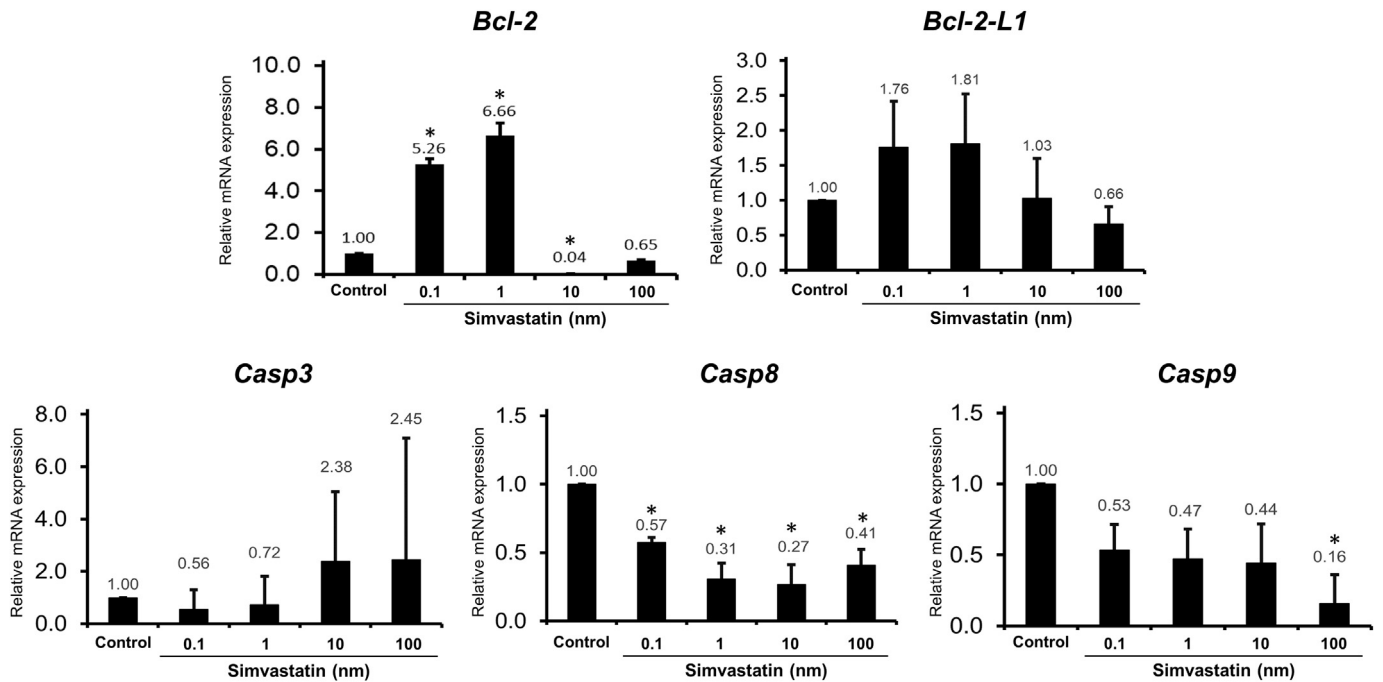 Bcl-2
Relative mRNA expression
10.0
8.0
6.0
4.0
2.0
0.0
1.00
*
5.26
*
6.66
*
0.04
0.65
Control 0.1 1 10 100
Simvastatin (nm)
Bcl-2-L1
Relative mRNA expression
3.0
2.5
2.0
1.5
1.0
0.5
0.0
1.00
1.76
1.81
1.03
0.66
Control 0.1 1 10 100
Simvastatin (nm)
Casp3
Relative mRNA expression
8.0
6.0
4.0
2.0
0.0
1.00
0.56
0.72
2.38
2.45
Control 0.1 1 10 100
Simvastatin (nm)
Casp8
Relative mRNA expression
1.5
1.0
0.5
0.0
1.00
*
0.57
*
0.31
*
0.27
*
0.41
Control 0.1 1 10 100
Simvastatin (nm)
Casp9
Relative mRNA expression
1.5
1.0
0.5
0.0
1.00
0.53
0.47
0.44
*
0.16
Control 0.1 1 10 100
Simvastatin (nm)